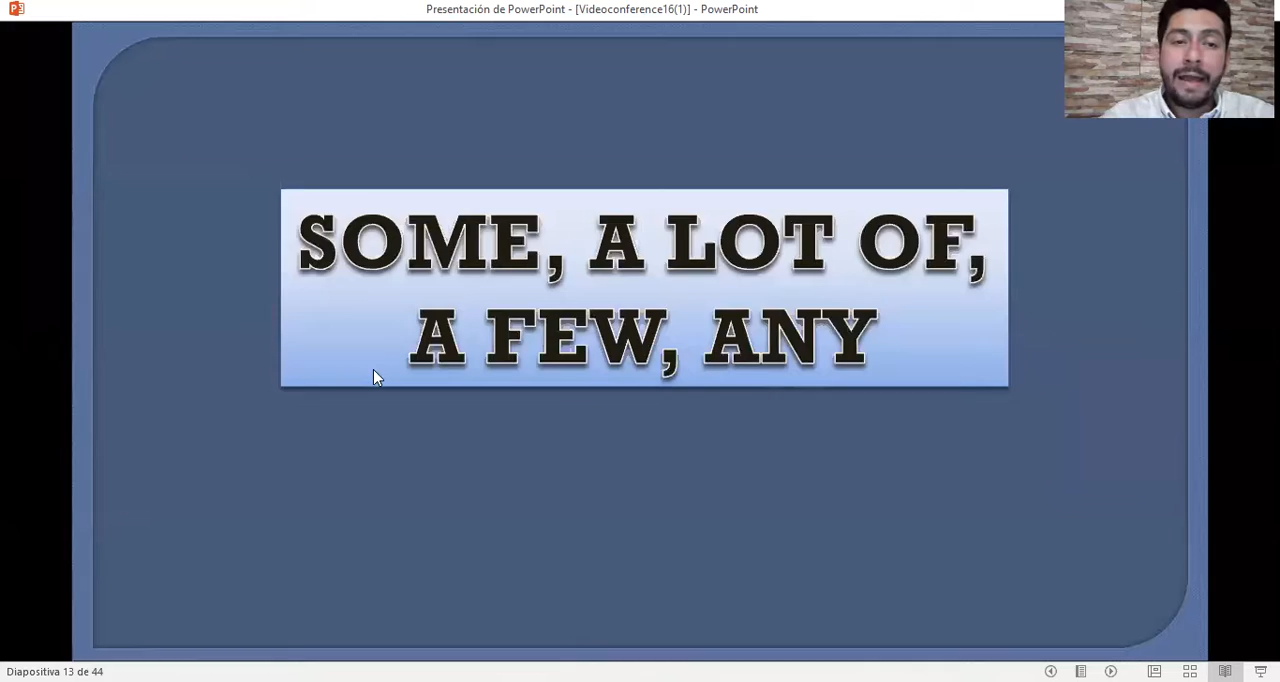 Presentación de PowerPoint - [Videoconference16(1)] - PowerPoint
SOME, A LOT OF,
A FEW, ANY
Diapositiva 13 de 44